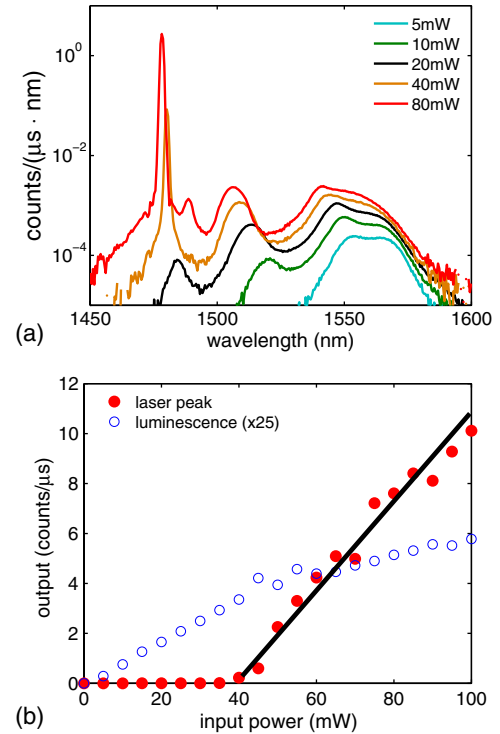 10⁰
10⁻²
10⁻⁴
counts/(μs · nm)
5mW
10mW
20mW
40mW
80mW
1450 1500 1550 1600
wavelength (nm)
(a)
12
10
8
6
4
2
0
output (counts/μs)
laser peak
luminescence (x25)
0 20 40 60 80 100
input power (mW)
(b)